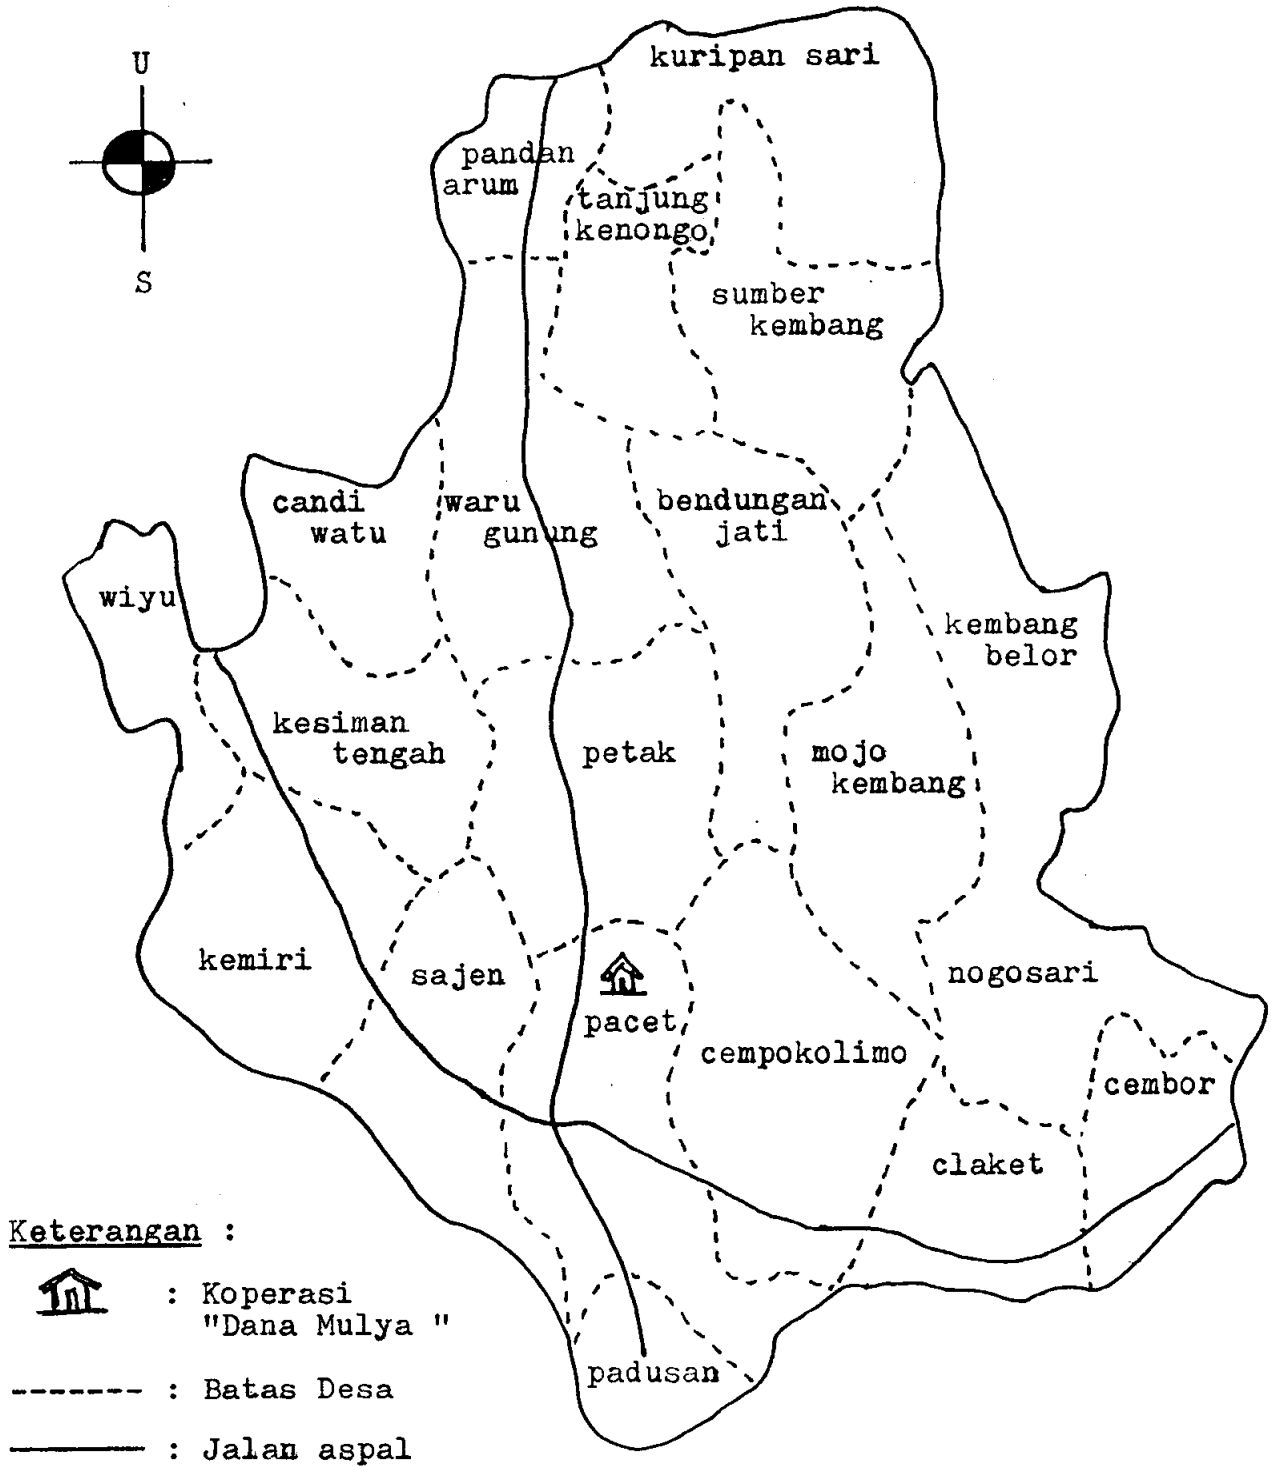 U
S
kuripan sari
pandan
arum
tanjung
kenongo
sumber
kembang
candi
watu
waru
gunung
bendungan
jati
wiyu
kembang
belor
kesiman
tengah
petak
mojo
kembang
kemiri
sajen
pacet
nogosari
cempokolimo
cembor
claket
padusan
Keterangan :
: Koperasi
"Dana Mulya "
: Batas Desa
: Jalan aspal